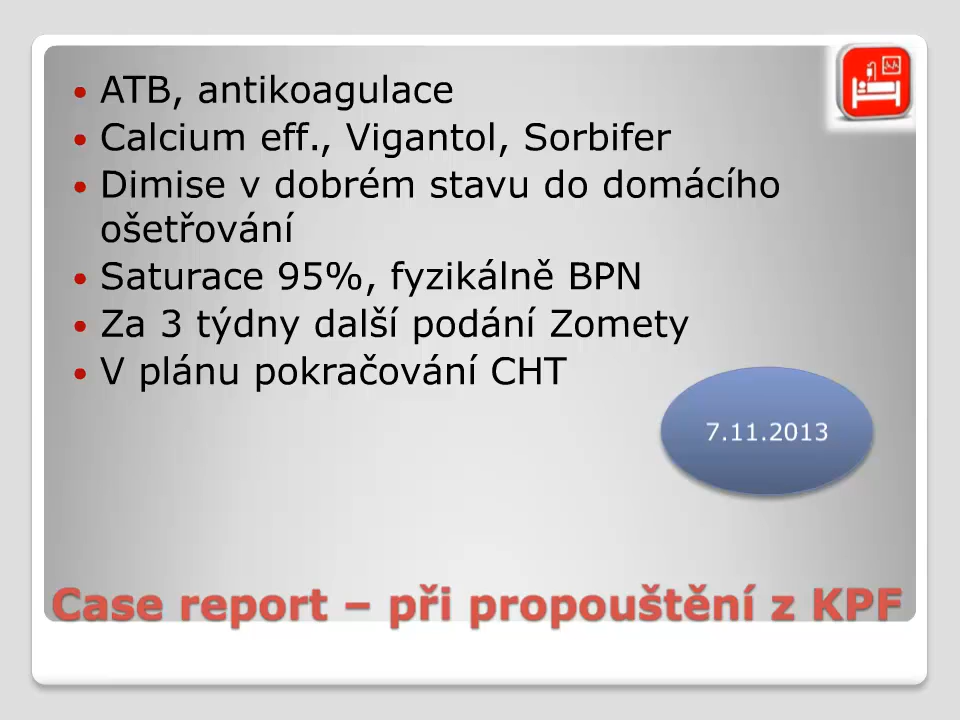 ATB, antikoagulace
Calcium eff., Vigantol, Sorbifer
Dimise v dobrém stavu do domácího
ošetřování
Saturace 95%, fyzikálně BPN
Za 3 týdny další podání Zomety
V plánu pokračování CHT
7.11.2013
Case report – při propouštění z KPF